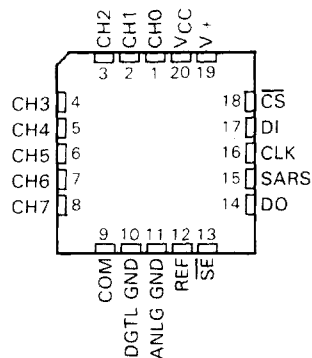 CH2 CH1 CH0 VCC V+
3 2 1 20 19
CH3 4 18 C̅S̅
CH4 5 17 DI
CH5 6 16 CLK
CH6 7 15 SARS
CH7 8 14 DO
9 10 11 12 13
COM DGTL GND ANLG GND REF S̅E̅